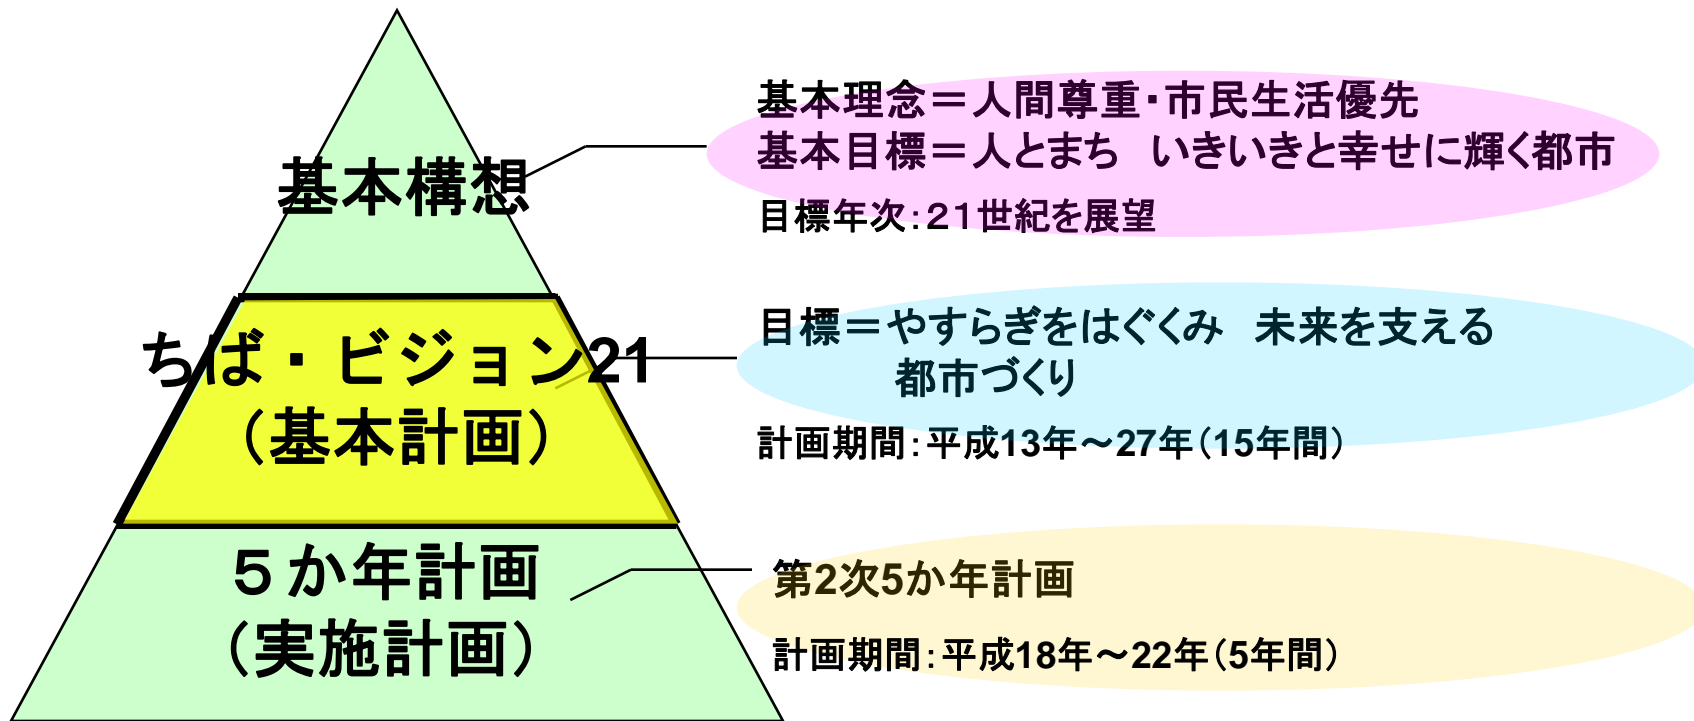 基本構想
基本理念＝人間尊重・市民生活優先
基本目標＝人とまち　いきいきと幸せに輝く都市
目標年次：２１世紀を展望
ちば・ビジョン21
（基本計画）
目標＝やすらぎをはぐくみ　未来を支える
都市づくり
計画期間：平成13年～27年（15年間）
５か年計画
（実施計画）
第2次5か年計画
計画期間：平成18年～22年（5年間）